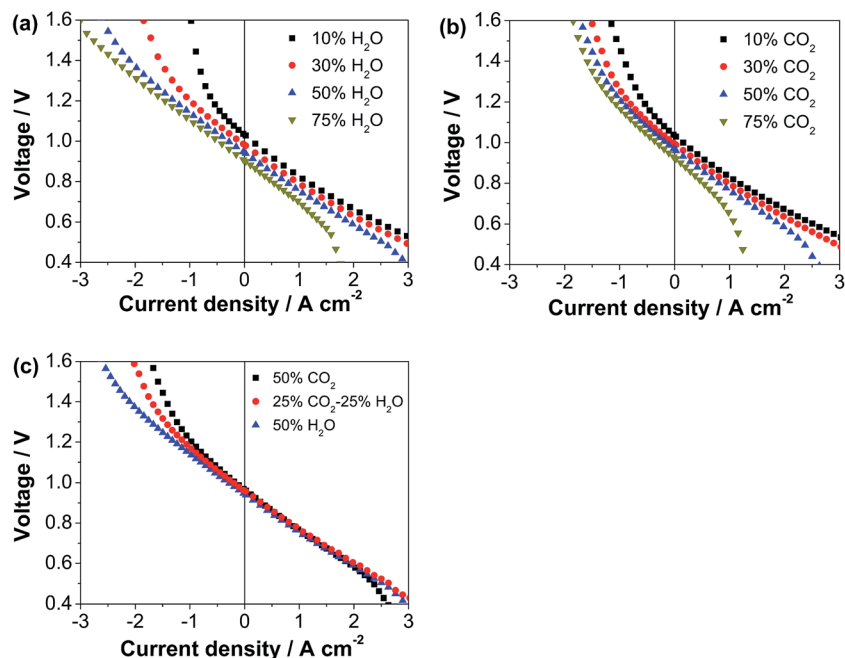 (a)
1.6
1.4
1.2
1.0
0.8
0.6
0.4
Voltage / V
10% H₂O
30% H₂O
50% H₂O
75% H₂O
-3 -2 -1 0 1 2 3
Current density / A cm⁻²
(b)
1.6
1.4
1.2
1.0
0.8
0.6
0.4
Voltage / V
10% CO₂
30% CO₂
50% CO₂
75% CO₂
-3 -2 -1 0 1 2 3
Current density / A cm⁻²
(c)
1.6
1.4
1.2
1.0
0.8
0.6
0.4
Voltage / V
50% CO₂
25% CO₂-25% H₂O
50% H₂O
-3 -2 -1 0 1 2 3
Current density / A cm⁻²